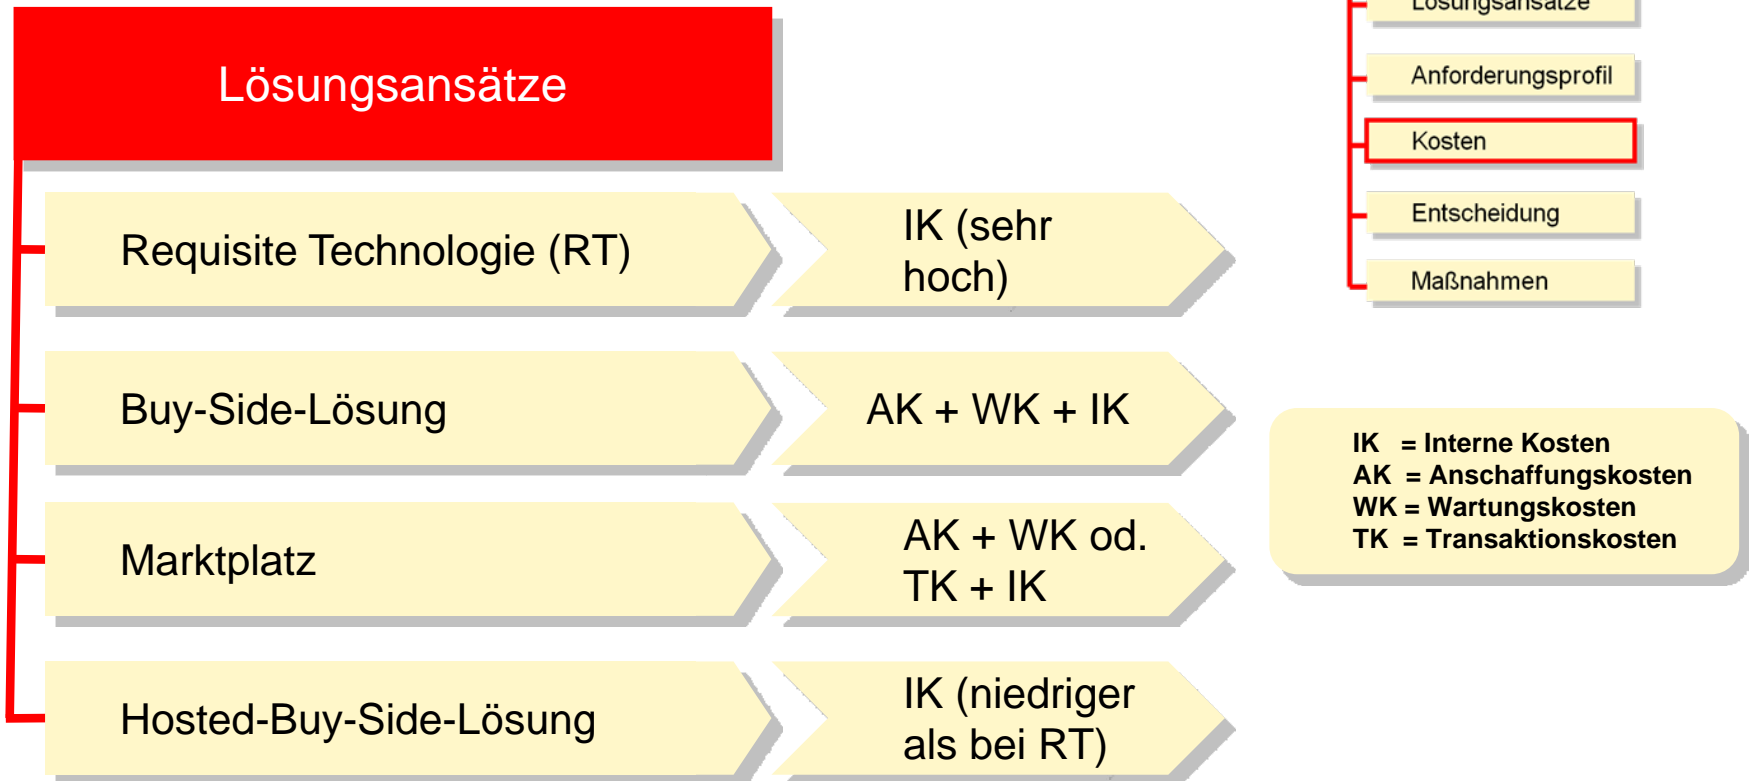 Lösungsansätze
Requisite Technologie (RT)
IK (sehr
hoch)
Buy-Side-Lösung
AK + WK + IK
Marktplatz
AK + WK od.
TK + IK
Hosted-Buy-Side-Lösung
IK (niedriger
als bei RT)
Lösungsansätze
Anforderungsprofil
Kosten
Entscheidung
Maßnahmen
IK = Interne Kosten
AK = Anschaffungskosten
WK = Wartungskosten
TK = Transaktionskosten